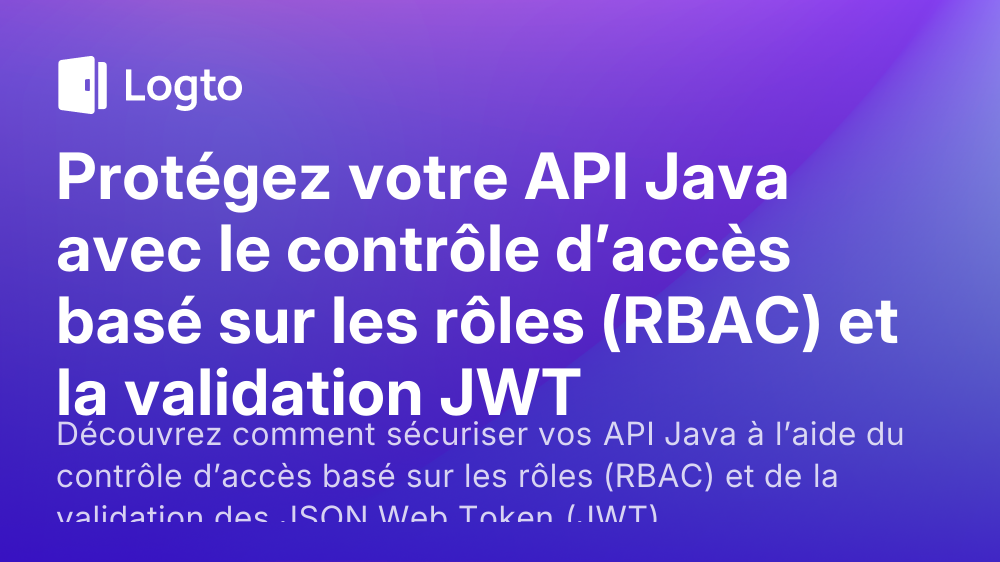 Logto
Protégez votre API Java
avec le contrôle d’accès
basé sur les rôles (RBAC) et
la validation JWT
Découvrez comment sécuriser vos API Java à l’aide du
contrôle d’accès basé sur les rôles (RBAC) et de la
validation des JSON Web Token (JWT)